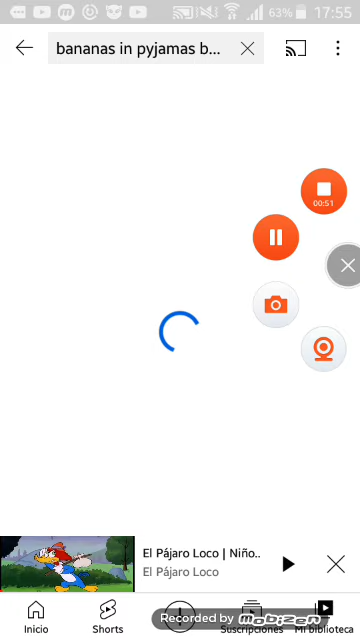 63% 17:55
bananas in pyjamas b...
00:51
El Pájaro Loco | Niño..
El Pájaro Loco
Inicio
Shorts
Suscripciones
Mi biblioteca
Recorded by
MOBIZEN